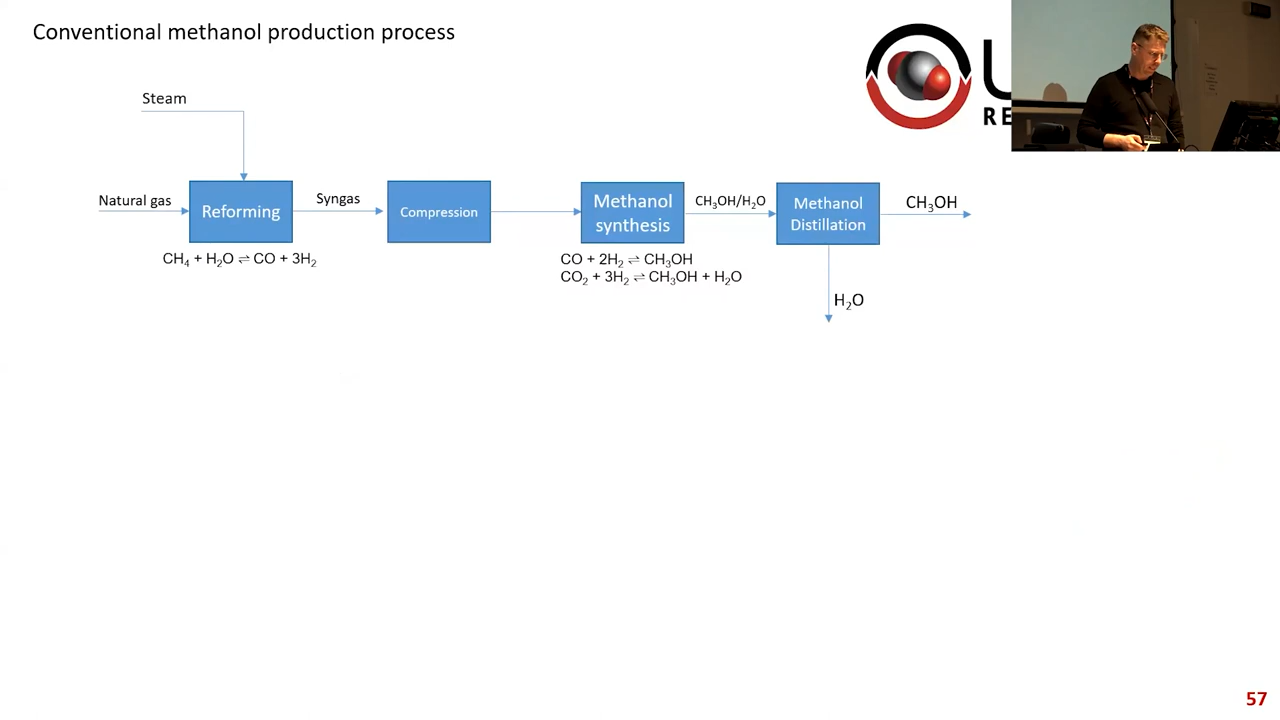 Conventional methanol production process
Steam
Natural gas
Reforming
Syngas
Compression
Methanol
synthesis
CH₃OH/H₂O
Methanol
Distillation
CH₃OH
CH₄ + H₂O ⇌ CO + 3H₂
CO + 2H₂ ⇌ CH₃OH
CO₂ + 3H₂ ⇌ CH₃OH + H₂O
H₂O
57